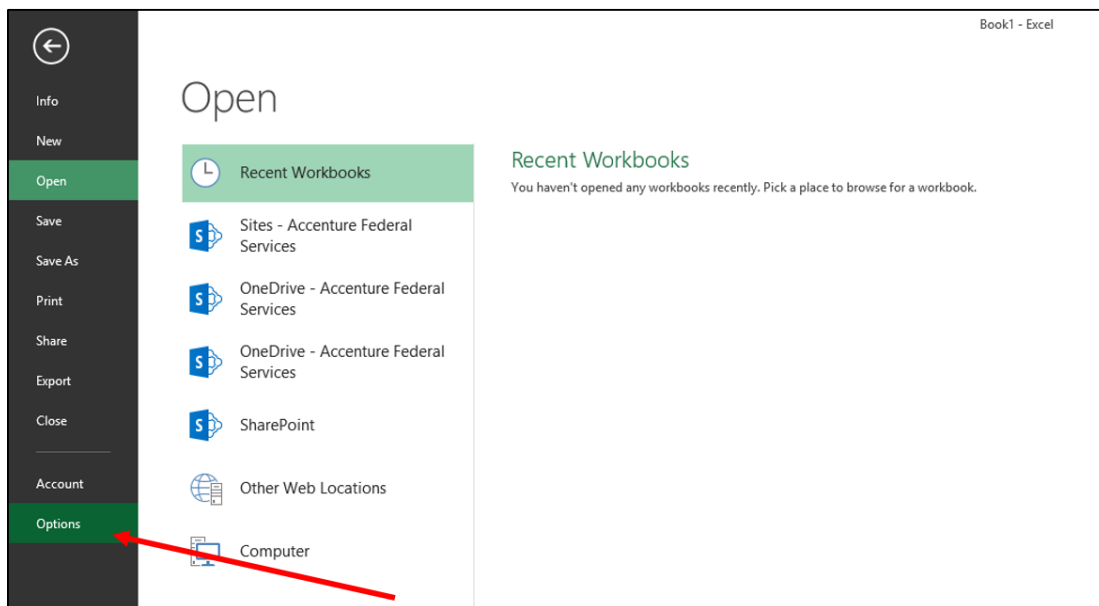 Book1 - Excel
Info
New
Open
Save
Save As
Print
Share
Export
Close
Account
Options
Open
Recent Workbooks
Sites - Accenture Federal
Services
OneDrive - Accenture Federal
Services
OneDrive - Accenture Federal
Services
SharePoint
Other Web Locations
Computer
Recent Workbooks
You haven't opened any workbooks recently. Pick a place to browse for a workbook.